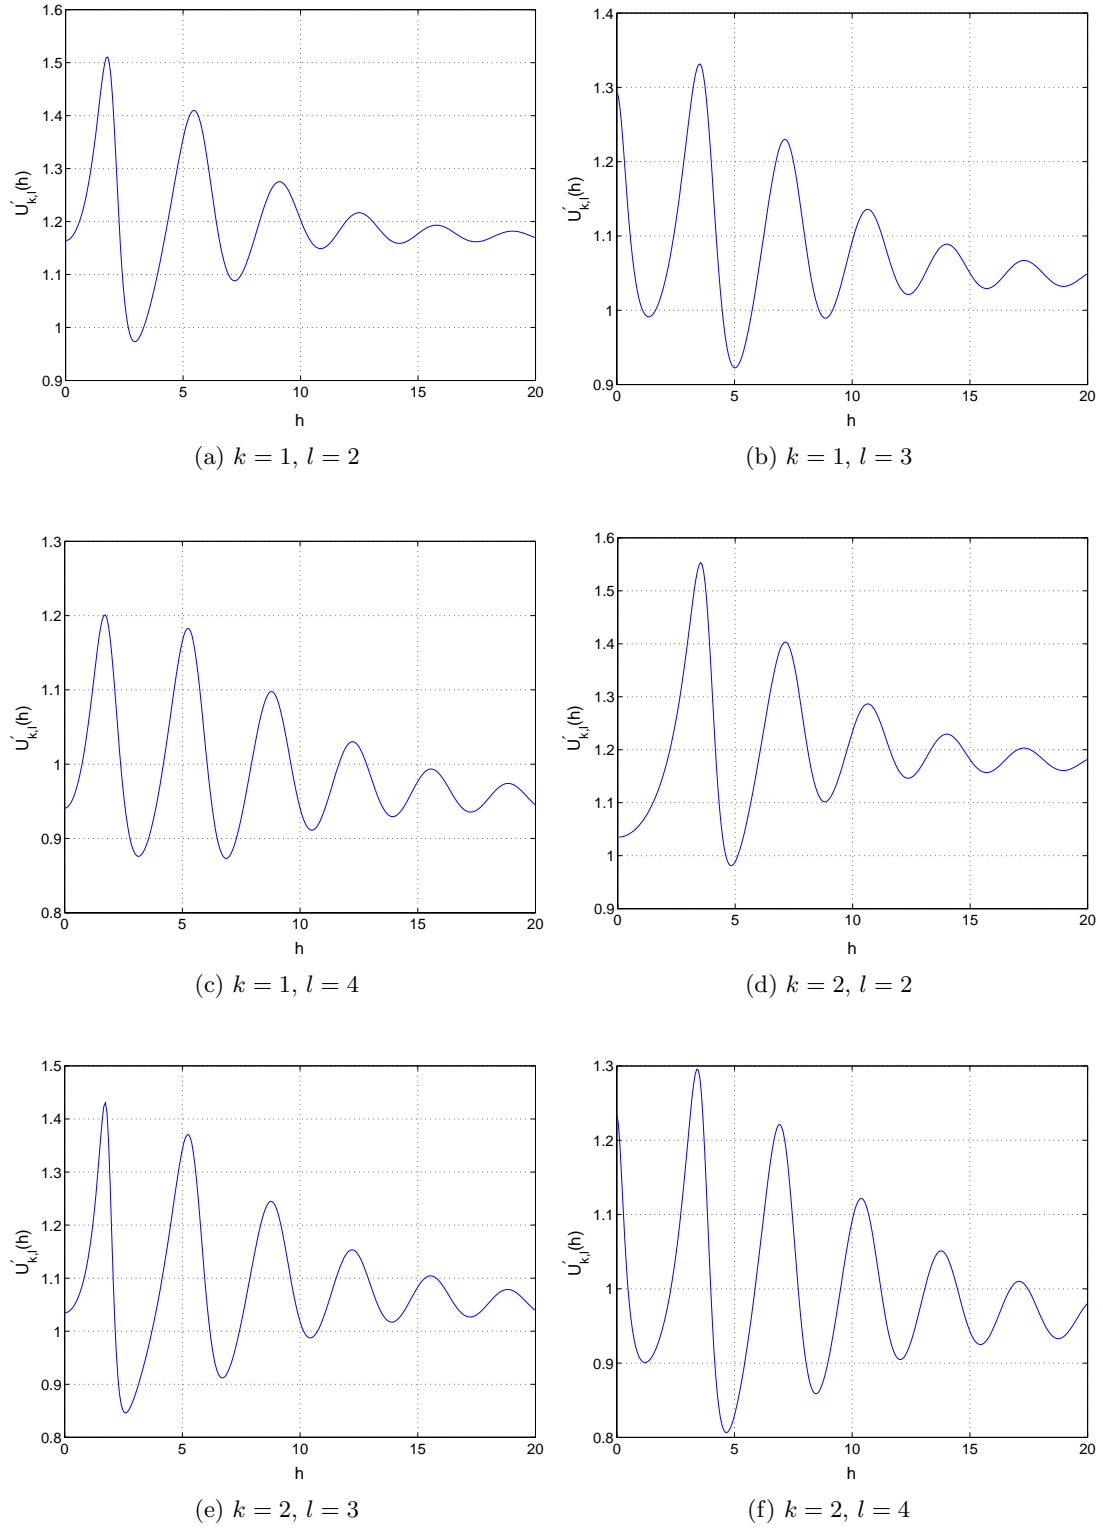 1.6
1.5
1.4
1.3
1.2
1.1
1
0.9
0 5 10 15 20
U′k,l(h)
h
(a) k = 1, l = 2
1.4
1.3
1.2
1.1
1
0.9
0 5 10 15 20
U′k,l(h)
h
(b) k = 1, l = 3
1.3
1.2
1.1
1
0.9
0.8
0 5 10 15 20
U′k,l(h)
h
(c) k = 1, l = 4
1.6
1.5
1.4
1.3
1.2
1.1
1
0.9
0 5 10 15 20
U′k,l(h)
h
(d) k = 2, l = 2
1.5
1.4
1.3
1.2
1.1
1
0.9
0.8
0 5 10 15 20
U′k,l(h)
h
(e) k = 2, l = 3
1.3
1.2
1.1
1
0.9
0.8
0 5 10 15 20
U′k,l(h)
h
(f) k = 2, l = 4